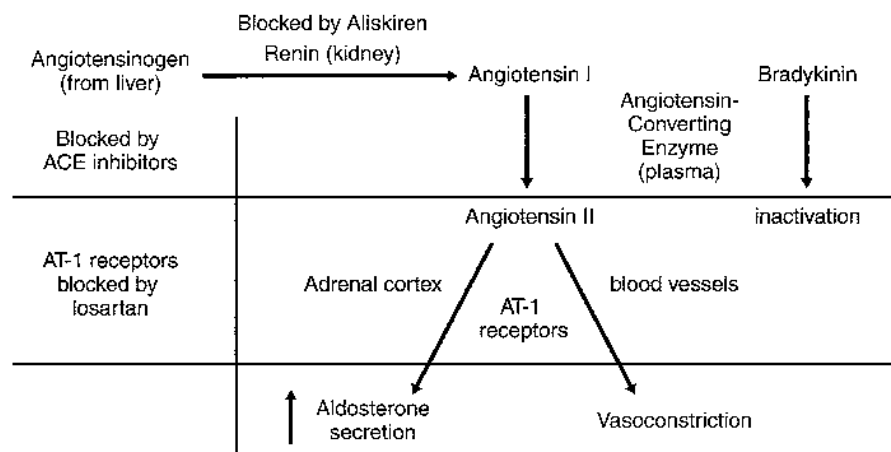 Blocked by Aliskiren
Renin (kidney)
Angiotensinogen
(from liver)
Angiotensin I
Bradykinin
Blocked by
ACE inhibitors
Angiotensin-
Converting
Enzyme
(plasma)
Angiotensin II
inactivation
AT-1 receptors
blocked by
losartan
Adrenal cortex
blood vessels
AT-1
receptors
Aldosterone
secretion
Vasoconstriction